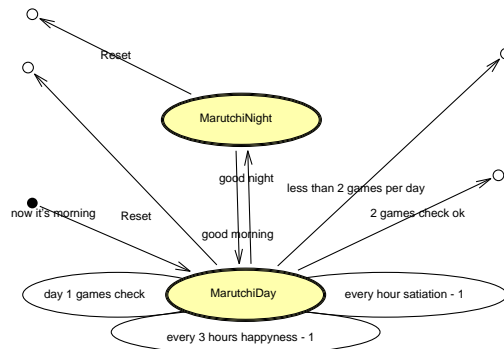 Reset
MarutchiNight
good night
less than 2 games per day
now it's morning
Reset
2 games check ok
good morning
day 1 games check
MarutchiDay
every hour satiation - 1
every 3 hours happyness - 1